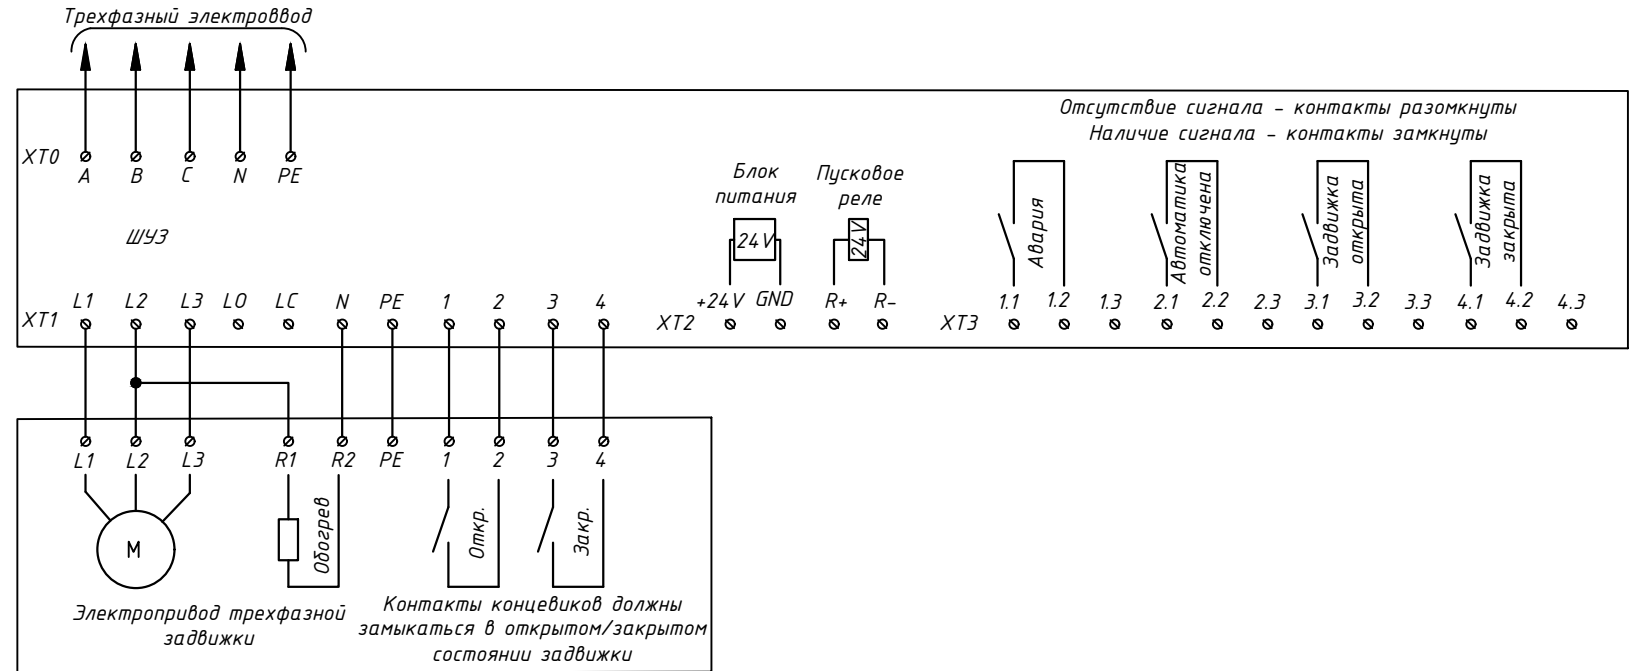 Трехфазный электроввод
XT0
A B C N PE
ШУЗ
Блок
питания
24V
Пусковое
реле
24V
Отсутствие сигнала - контакты разомкнуты
Наличие сигнала - контакты замкнуты
Авария
Автоматика
отключена
Задвижка
открыта
Задвижка
закрыта
XT1 L1 L2 L3 LO LC N PE 1 2 3 4
XT2 +24V GND R+ R-
XT3 1.1 1.2 1.3 2.1 2.2 2.3 3.1 3.2 3.3 4.1 4.2 4.3
L1 L2 L3 R1 R2 PE 1 2 3 4
M
Обогрев
Откр.
Закр.
Электропривод трехфазной
задвижки
Контакты концевиков должны
замыкаться в открытом/закрытом
состоянии задвижки